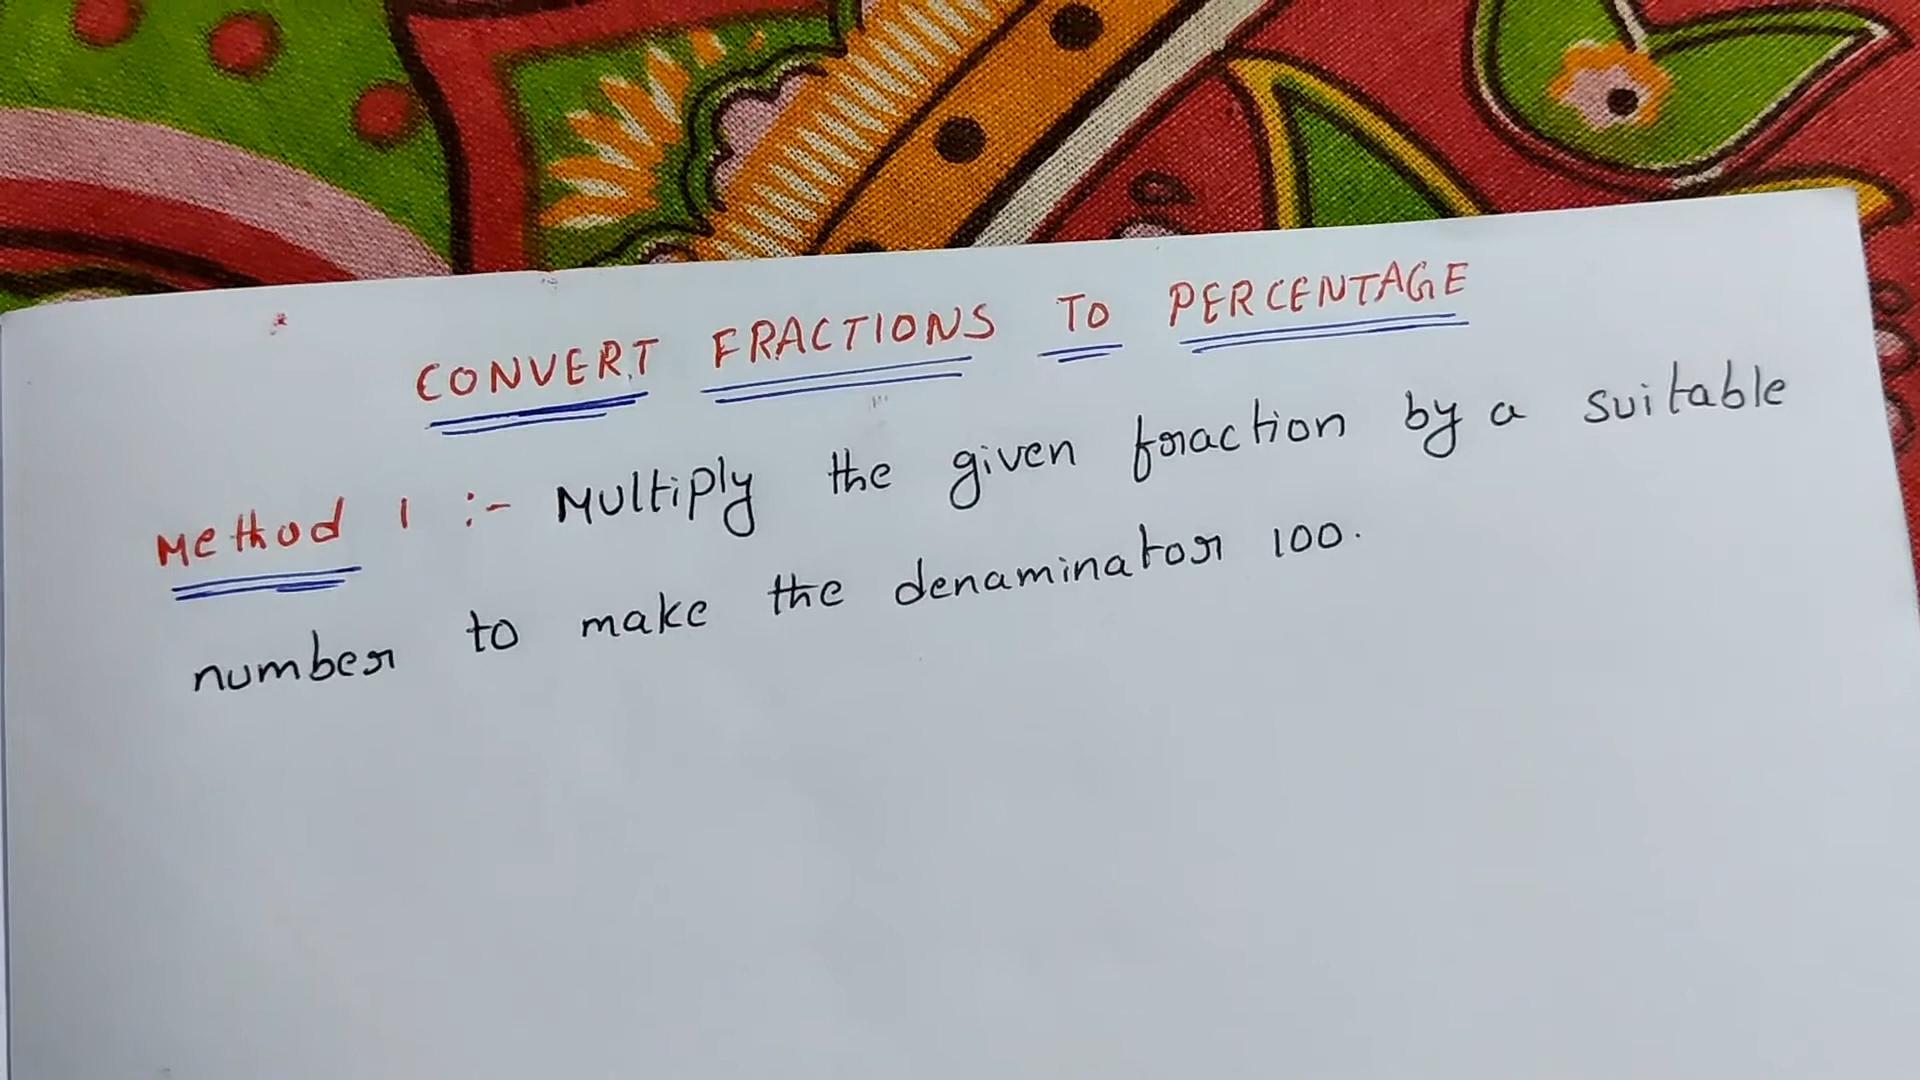 CONVERT FRACTIONS TO PERCENTAGE
Method 1 :- Multiply the given fraction by a suitable
number to make the denaminator 100.